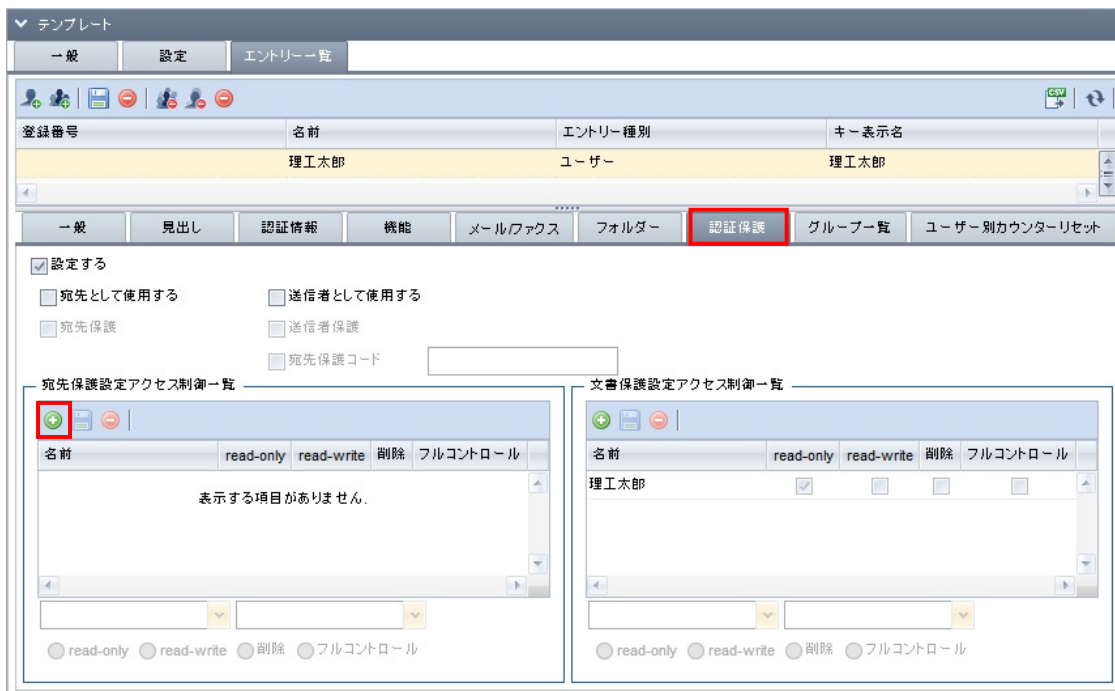 テンプレート
一般 設定 エントリー一覧
CSV
登録番号 名前 エントリー種別 キー表示名
理工太郎 ユーザー 理工太郎
一般 見出し 認証情報 機能 メール/ファクス フォルダー 認証保護 グループ一覧 ユーザー別カウンターリセット
設定する
宛先として使用する 送信者として使用する
宛先保護 送信者保護
宛先保護コード
宛先保護設定アクセス制御一覧 文書保護設定アクセス制御一覧
名前 read-only read-write 削除 フルコントロール 名前 read-only read-write 削除 フルコントロール
表示する項目がありません. 理工太郎
read-only read-write 削除 フルコントロール read-only read-write 削除 フルコントロール